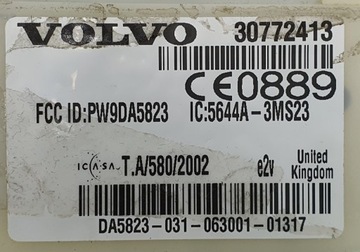 VOLVO 30772413
CE0889
FCC ID:PW9DA5823 IC:5644A-3MS23
ICASA T.A/580/2002 e2v United Kingdom
DA5823-031-063001-01317